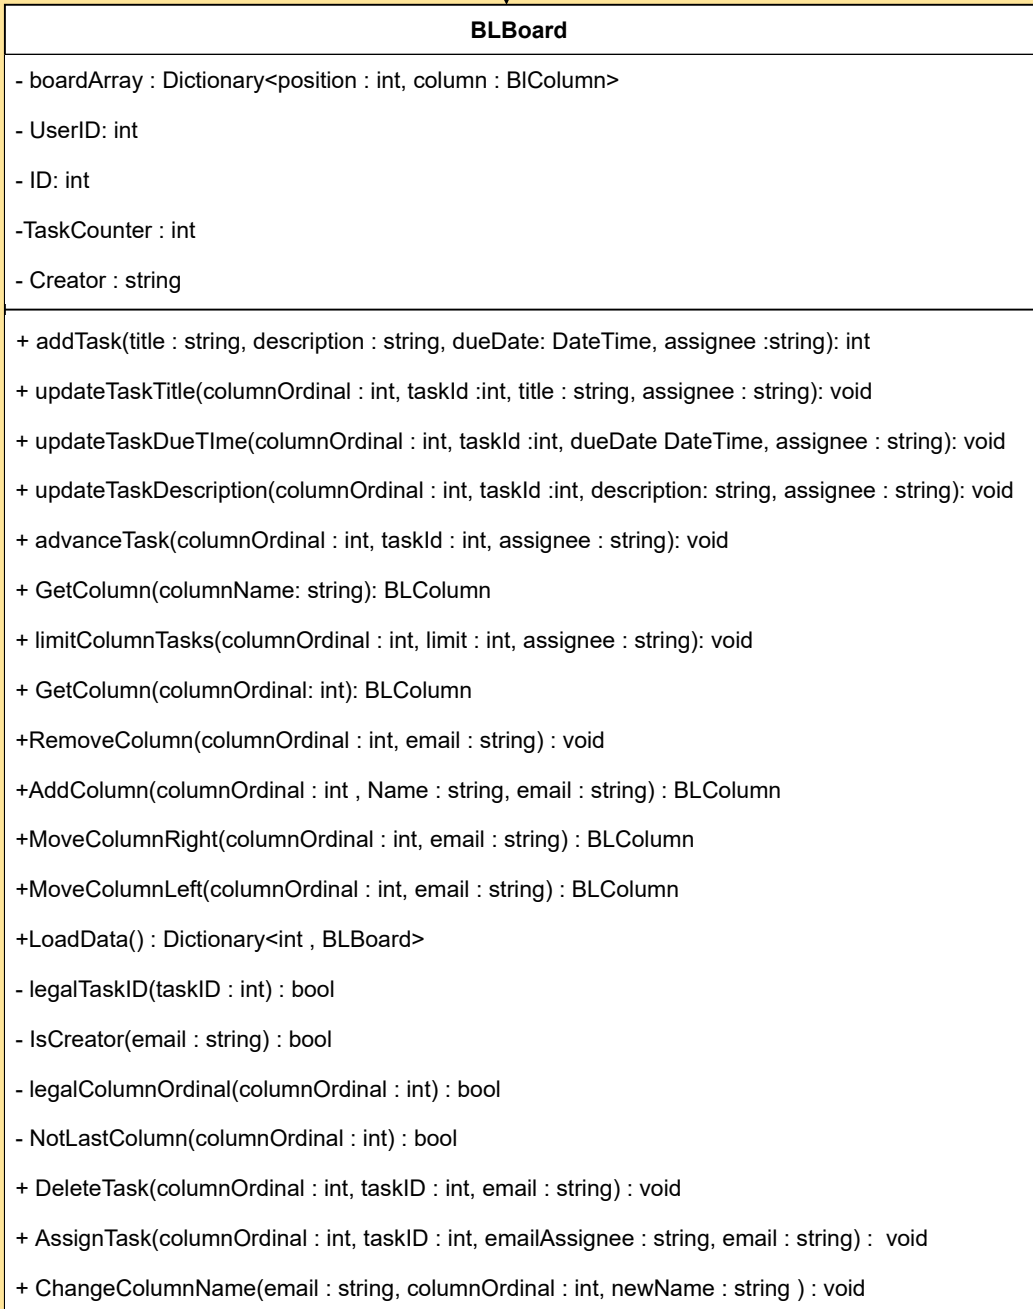 BLBoard
- boardArray : Dictionary<position : int, column : BlColumn>
- UserID: int
- ID: int
-TaskCounter : int
- Creator : string
+ addTask(title : string, description : string, dueDate: DateTime, assignee :string): int
+ updateTaskTitle(columnOrdinal : int, taskId :int, title : string, assignee : string): void
+ updateTaskDueTIme(columnOrdinal : int, taskId :int, dueDate DateTime, assignee : string): void
+ updateTaskDescription(columnOrdinal : int, taskId :int, description: string, assignee : string): void
+ advanceTask(columnOrdinal : int, taskId : int, assignee : string): void
+ GetColumn(columnName: string): BLColumn
+ limitColumnTasks(columnOrdinal : int, limit : int, assignee : string): void
+ GetColumn(columnOrdinal: int): BLColumn
+RemoveColumn(columnOrdinal : int, email : string) : void
+AddColumn(columnOrdinal : int , Name : string, email : string) : BLColumn
+MoveColumnRight(columnOrdinal : int, email : string) : BLColumn
+MoveColumnLeft(columnOrdinal : int, email : string) : BLColumn
+LoadData() : Dictionary<int , BLBoard>
- legalTaskID(taskID : int) : bool
- IsCreator(email : string) : bool
- legalColumnOrdinal(columnOrdinal : int) : bool
- NotLastColumn(columnOrdinal : int) : bool
+ DeleteTask(columnOrdinal : int, taskID : int, email : string) : void
+ AssignTask(columnOrdinal : int, taskID : int, emailAssignee : string, email : string) :  void
+ ChangeColumnName(email : string, columnOrdinal : int, newName : string ) : void